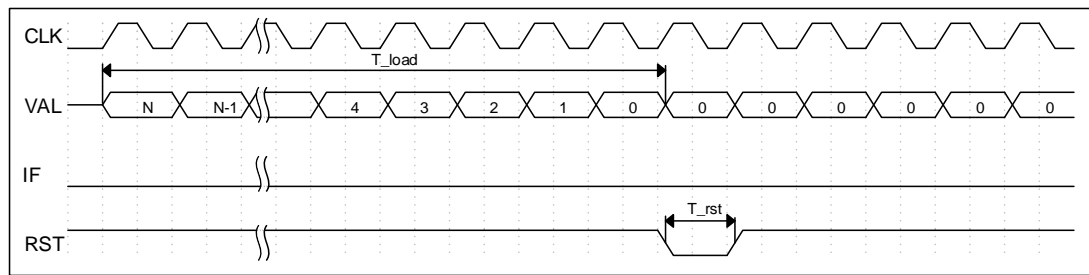 CLK
T_load
VAL N N-1 4 3 2 1 0 0 0 0 0 0 0
IF
T_rst
RST